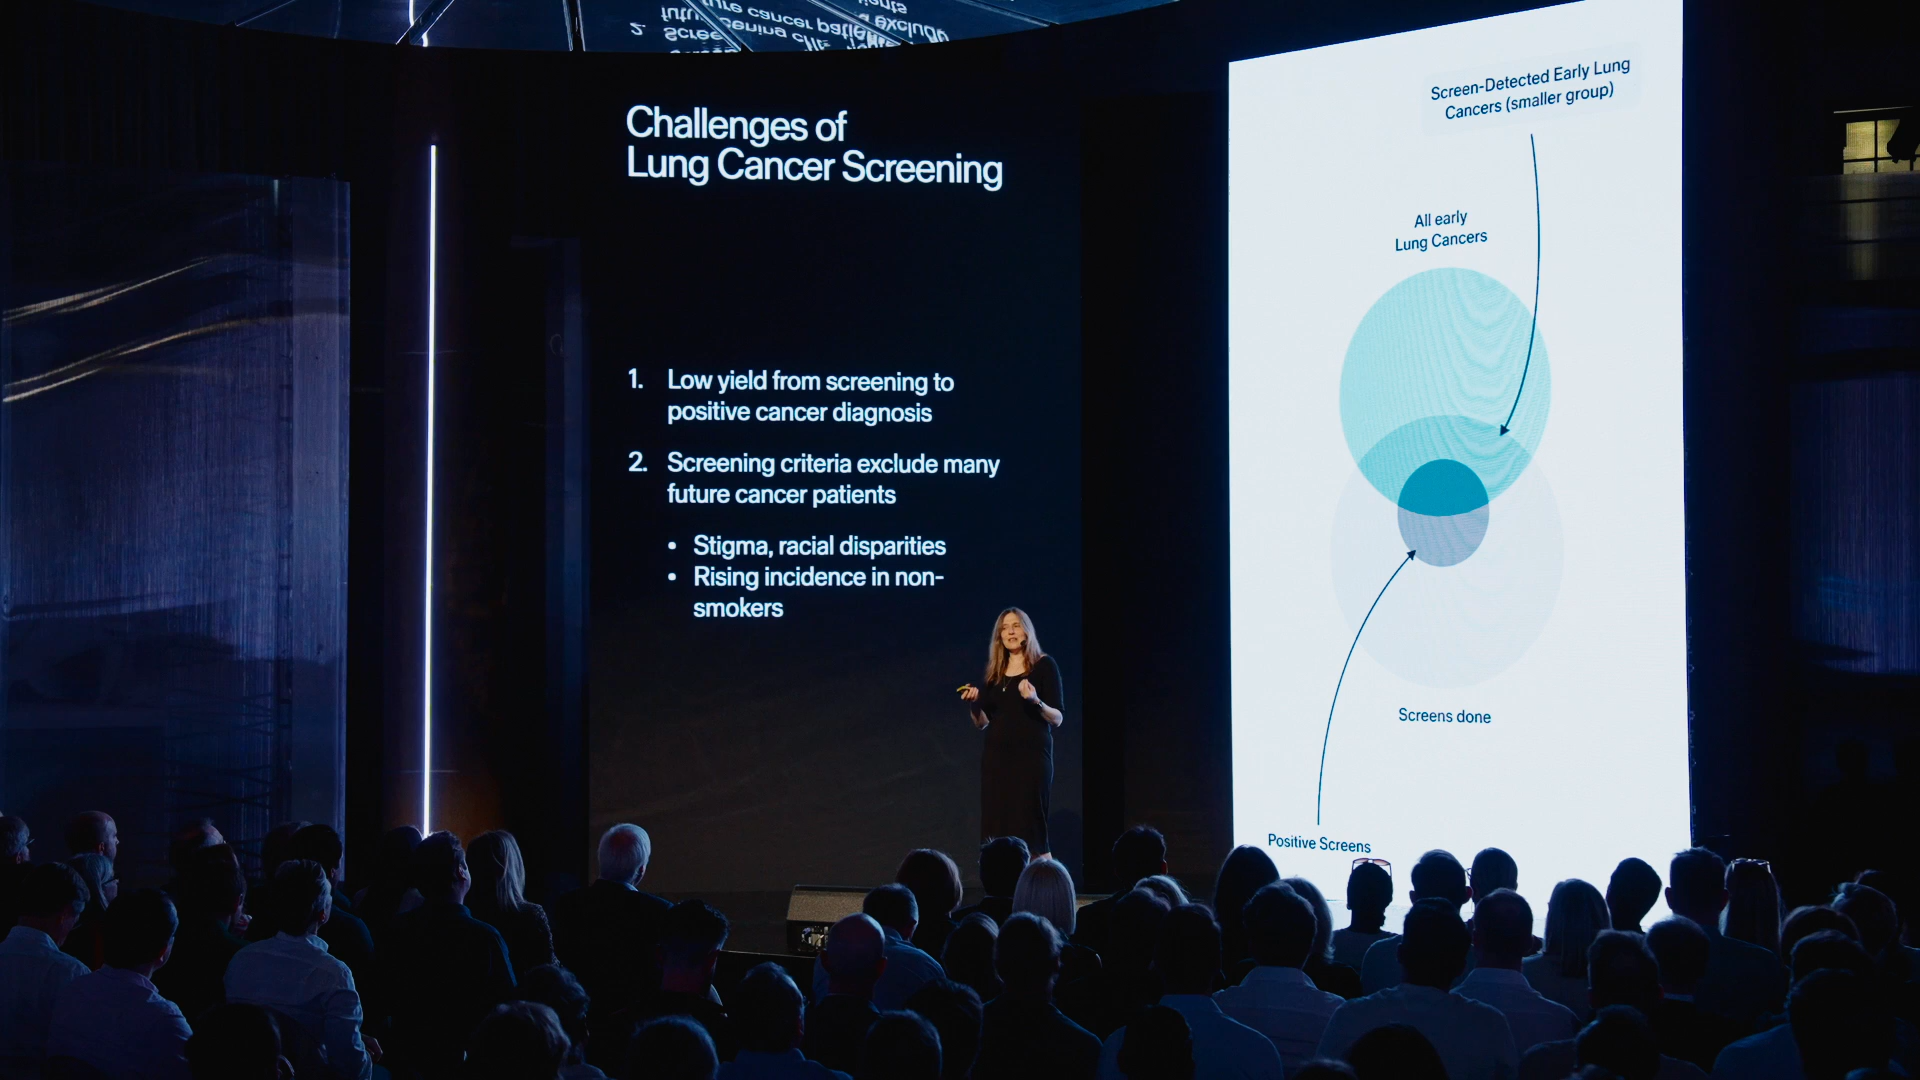 Challenges of
Lung Cancer Screening
1. Low yield from screening to
positive cancer diagnosis
2. Screening criteria exclude many
future cancer patients
• Stigma, racial disparities
• Rising incidence in non-
smokers
Screen-Detected Early Lung
Cancers (smaller group)
All early
Lung Cancers
Screens done
Positive Screens